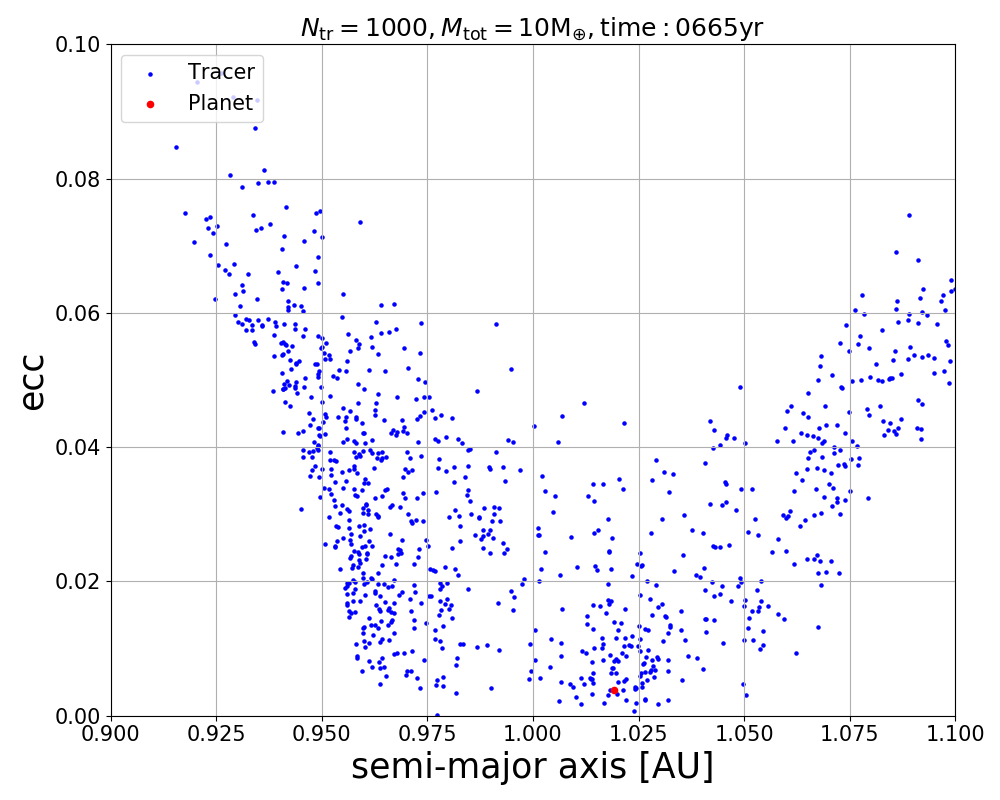 N_tr = 1000, M_tot = 10M_⊕, time : 0665yr
Tracer
Planet
0.10
0.08
0.06
0.04
0.02
0.00
ecc
0.900 0.925 0.950 0.975 1.000 1.025 1.050 1.075 1.100
semi-major axis [AU]